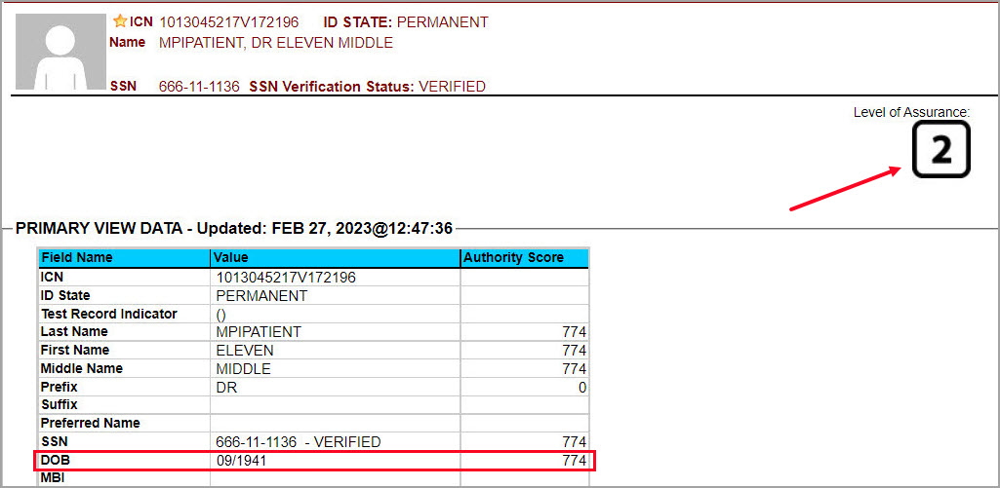 ICN 1013045217V172196 ID STATE: PERMANENT
Name MPIPATIENT, DR ELEVEN MIDDLE
SSN 666-11-1136 SSN Verification Status: VERIFIED
Level of Assurance:
2
PRIMARY VIEW DATA - Updated: FEB 27, 2023@12:47:36
Field Name Value Authority Score
ICN 1013045217V172196
ID State PERMANENT
Test Record Indicator ()
Last Name MPIPATIENT 774
First Name ELEVEN 774
Middle Name MIDDLE 774
Prefix DR 0
Suffix
Preferred Name
SSN 666-11-1136 - VERIFIED 774
DOB 09/1941 774
MBI